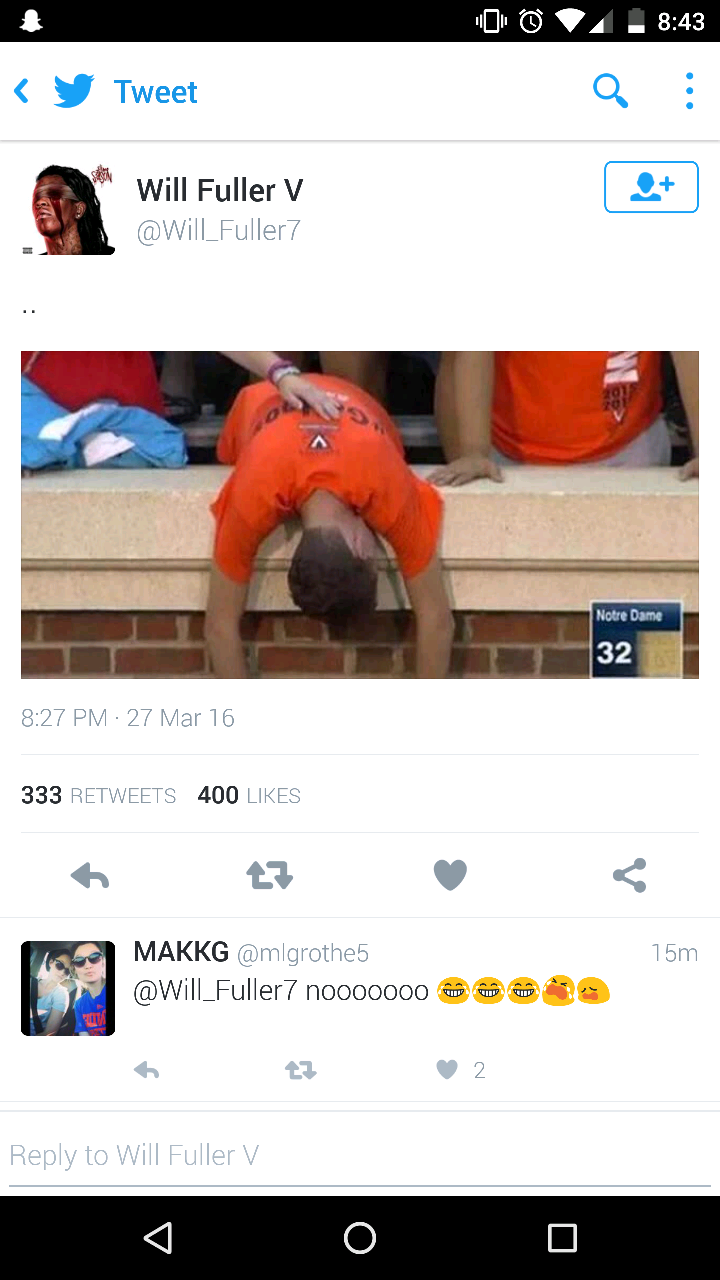 8:43
Tweet
Will Fuller V
@Will_Fuller7
..
Notre Dame
32
8:27 PM · 27 Mar 16
333 RETWEETS 400 LIKES
MAKKG @mlgrothe5 15m
@Will_Fuller7 nooooooo 😂😂😂😭🙈
2
Reply to Will Fuller V